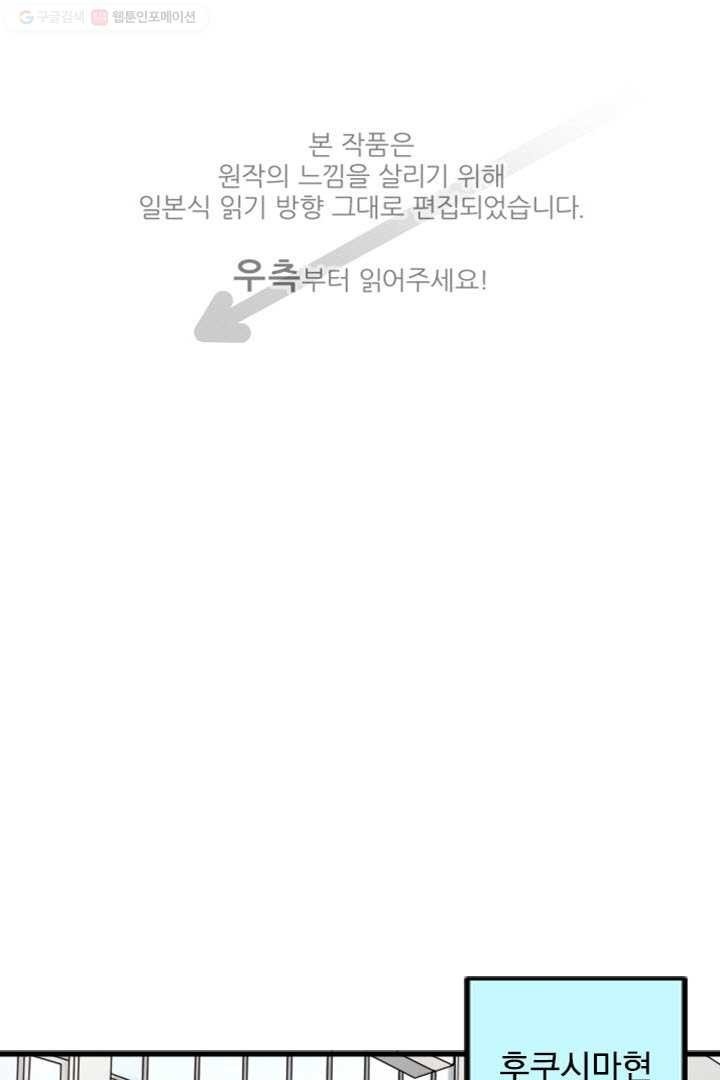 구글검색 웹툰인포메이션
본 작품은
원작의 느낌을 살리기 위해
일본식 읽기 방향 그대로 편집되었습니다.
우측부터 읽어주세요!
후쿠시마현